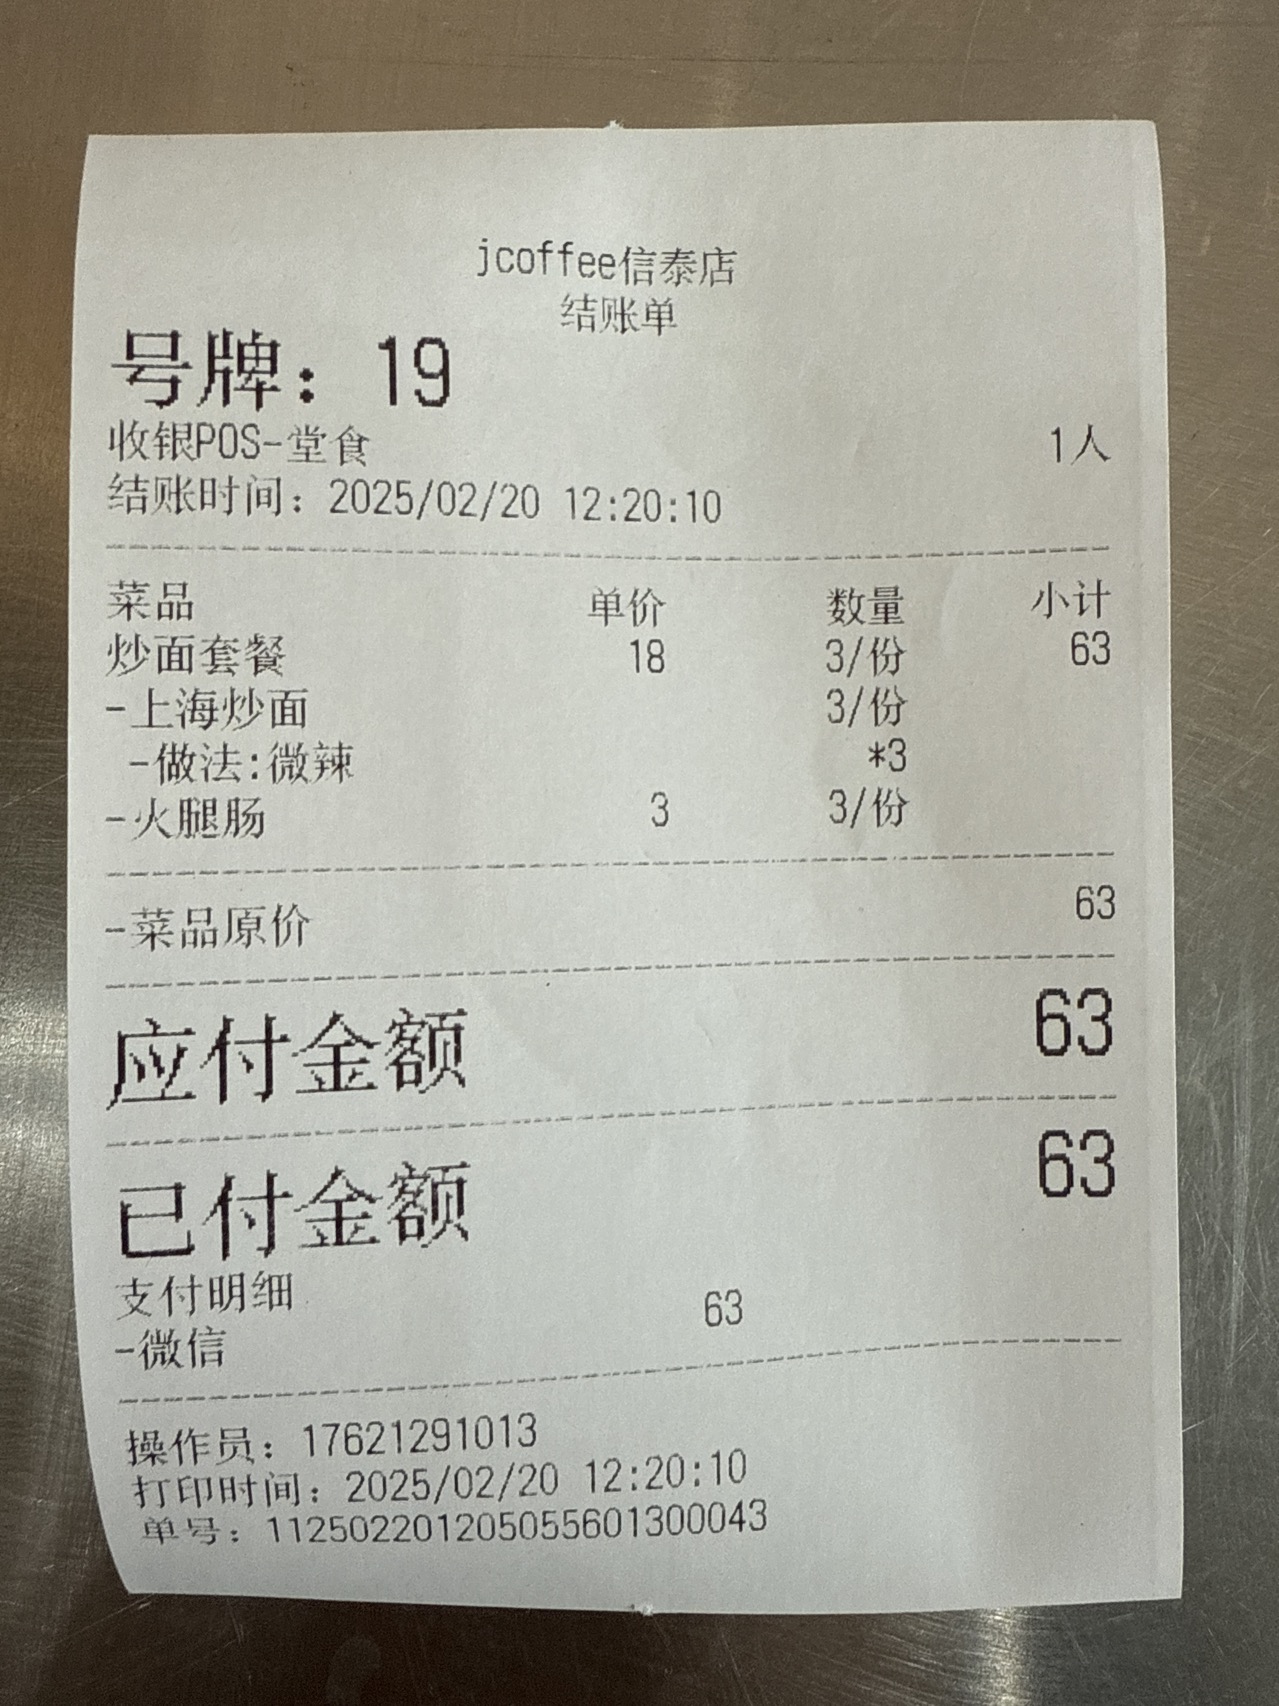 jcoffee信泰店
结账单
号牌：19
收银POS-堂食 1人
结账时间：2025/02/20 12:20:10
菜品 单价 数量 小计
炒面套餐 18 3/份 63
-上海炒面 3/份
-做法:微辣 *3
-火腿肠 3 3/份
-菜品原价 63
应付金额 63
已付金额 63
支付明细
-微信 63
操作员：17621291013
打印时间：2025/02/20 12:20:10
单号：112502201205055601300043